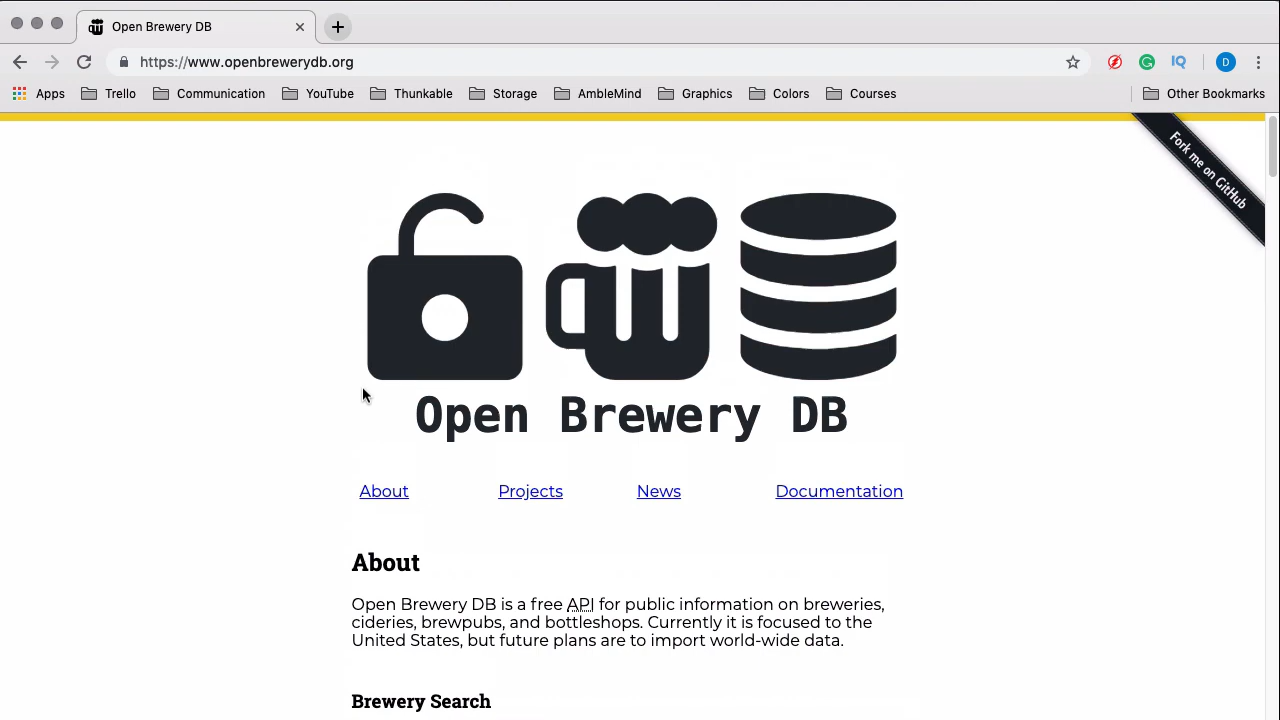 Open Brewery DB
https://www.openbrewerydb.org
IQ
D
Apps
Trello
Communication
YouTube
Thunkable
Storage
AmbleMind
Graphics
Colors
Courses
Other Bookmarks
Fork me on GitHub
Open Brewery DB
About
Projects
News
Documentation
About
Open Brewery DB is a free API for public information on breweries,
cideries, brewpubs, and bottleshops. Currently it is focused to the
United States, but future plans are to import world-wide data.
Brewery Search